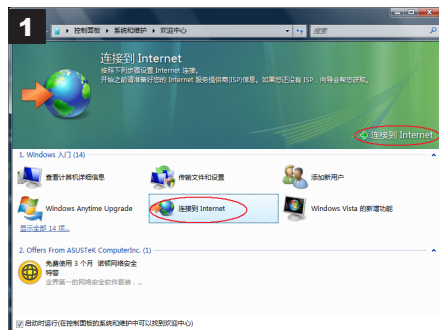 1
控制面板 ▸ 系统和维护 ▸ 欢迎中心
搜索
连接到 Internet
按照下列步骤设置 Internet 连接。
开始之前请准备好您的 Internet 服务提供商(ISP)信息。如果您还没有 ISP，向导会帮您获取。
连接到 Internet
1. Windows 入门 (14)
查看计算机详细信息
传输文件和设置
添加新用户
Windows Anytime Upgrade
连接到 Internet
Windows Vista 的新增功能
显示全部 14 项...
2. Offers From ASUSTeK ComputerInc. (1)
免费使用 3 个月 诺顿网络安全
特警
业界第一的网络安全软件套装，...
启动时运行(在控制面板的系统和维护中可以找到欢迎中心)